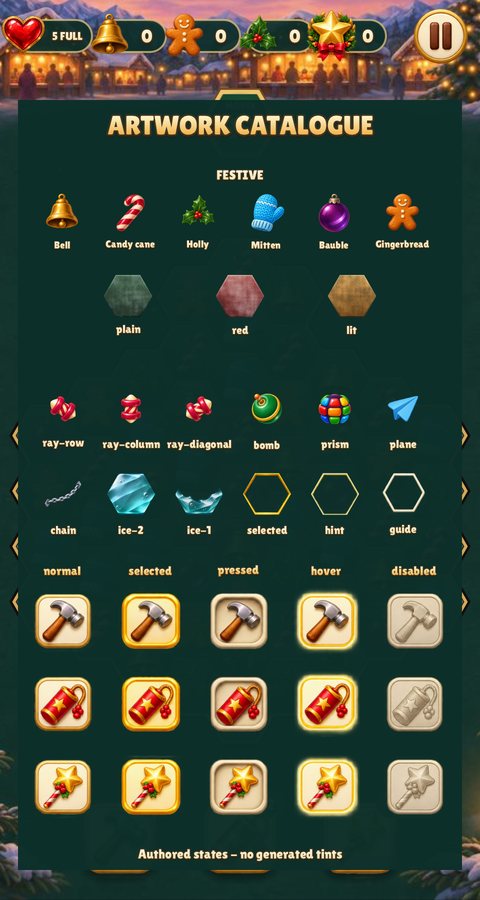 5 FULL 0 0 0 0
ARTWORK CATALOGUE
FESTIVE
Bell Candy cane Holly Mitten Bauble Gingerbread
plain red lit
ray-row ray-column ray-diagonal bomb prism plane
chain ice-2 ice-1 selected hint guide
normal selected pressed hover disabled
Authored states – no generated tints